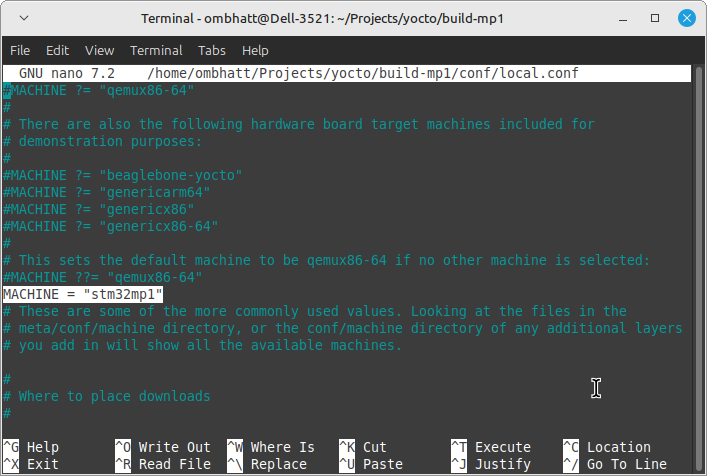 Terminal - ombhatt@Dell-3521: ~/Projects/yocto/build-mp1
File Edit View Terminal Tabs Help
GNU nano 7.2 /home/ombhatt/Projects/yocto/build-mp1/conf/local.conf
#MACHINE ?= "qemux86-64"
#
# There are also the following hardware board target machines included for
# demonstration purposes:
#
#MACHINE ?= "beaglebone-yocto"
#MACHINE ?= "genericarm64"
#MACHINE ?= "genericx86"
#MACHINE ?= "genericx86-64"
#
# This sets the default machine to be qemux86-64 if no other machine is selected:
#MACHINE ??= "qemux86-64"
MACHINE = "stm32mp1"
# These are some of the more commonly used values. Looking at the files in the
# meta/conf/machine directory, or the conf/machine directory of any additional layers
# you add in will show all the available machines.
#
# Where to place downloads
#
^G Help ^O Write Out ^W Where Is ^K Cut ^T Execute ^C Location
^X Exit ^R Read File ^\ Replace ^U Paste ^J Justify ^/ Go To Line